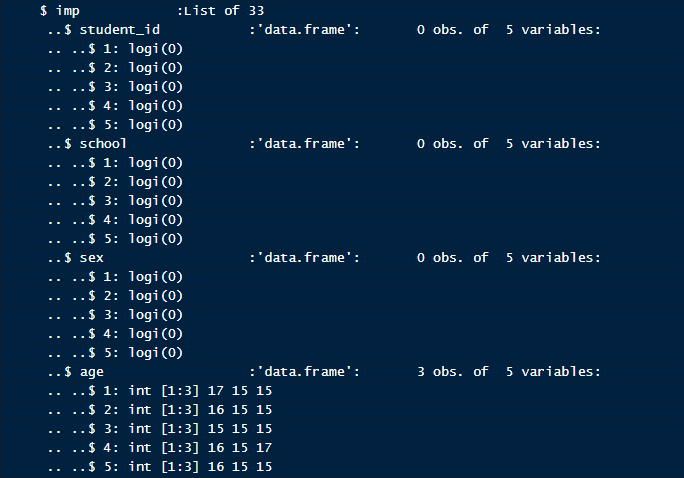 $ imp            :List of 33
 ..$ student_id           :'data.frame':	0 obs. of  5 variables:
 .. ..$ 1: logi(0)
 .. ..$ 2: logi(0)
 .. ..$ 3: logi(0)
 .. ..$ 4: logi(0)
 .. ..$ 5: logi(0)
 ..$ school               :'data.frame':	0 obs. of  5 variables:
 .. ..$ 1: logi(0)
 .. ..$ 2: logi(0)
 .. ..$ 3: logi(0)
 .. ..$ 4: logi(0)
 .. ..$ 5: logi(0)
 ..$ sex                  :'data.frame':	0 obs. of  5 variables:
 .. ..$ 1: logi(0)
 .. ..$ 2: logi(0)
 .. ..$ 3: logi(0)
 .. ..$ 4: logi(0)
 .. ..$ 5: logi(0)
 ..$ age                  :'data.frame':	3 obs. of  5 variables:
 .. ..$ 1: int [1:3] 17 15 15
 .. ..$ 2: int [1:3] 16 15 15
 .. ..$ 3: int [1:3] 15 15 15
 .. ..$ 4: int [1:3] 16 15 17
 .. ..$ 5: int [1:3] 16 15 15